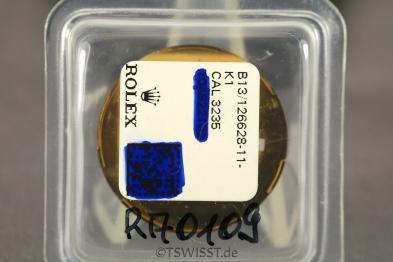 B13/126628-11-
K1
CAL 3235
ROLEX
R170109
©TSWISST.de